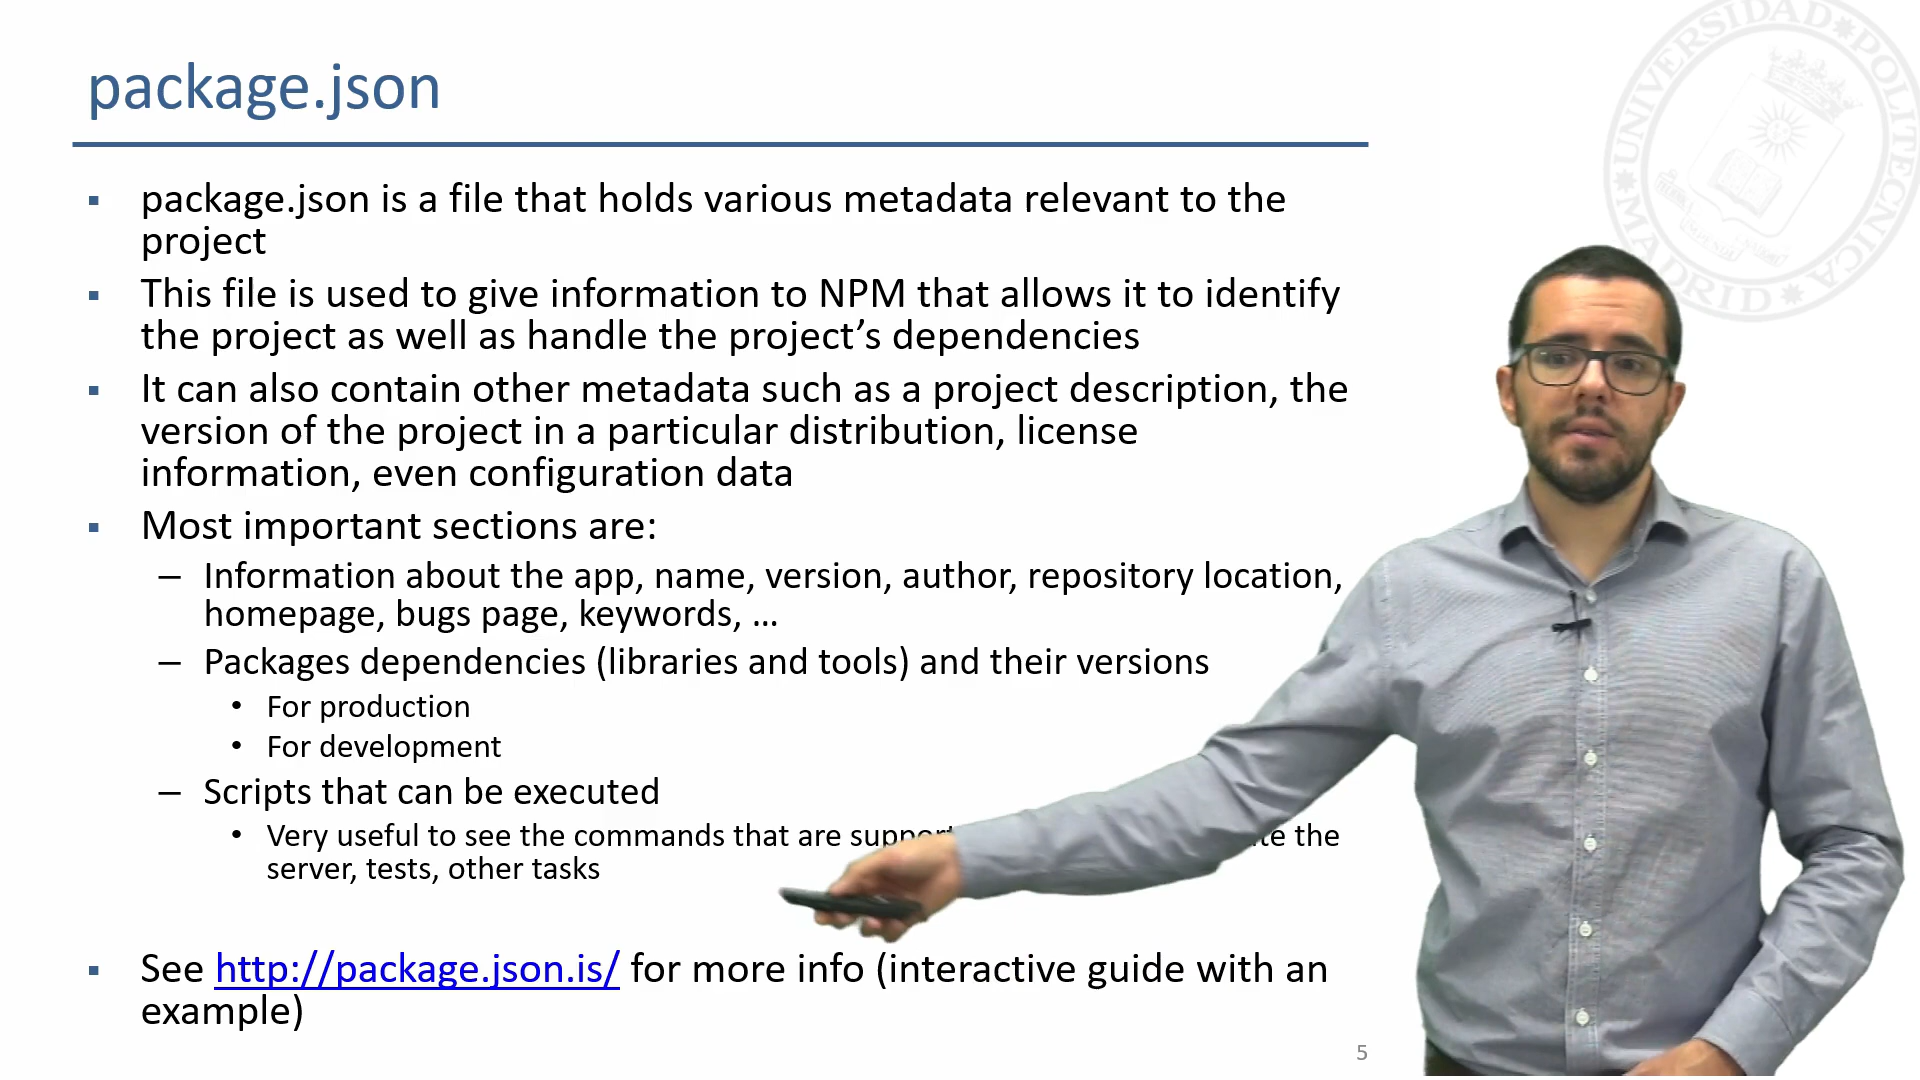 package.json
package.json is a file that holds various metadata relevant to the
project
This file is used to give information to NPM that allows it to identify
the project as well as handle the project’s dependencies
It can also contain other metadata such as a project description, the
version of the project in a particular distribution, license
information, even configuration data
Most important sections are:
– Information about the app, name, version, author, repository location,
homepage, bugs page, keywords, ...
– Packages dependencies (libraries and tools) and their versions
• For production
• For development
– Scripts that can be executed
• Very useful to see the commands that are the
server, tests, other tasks
See http://package.json.is/ for more info (interactive guide with an
example)
5
UNIVERSIDAD POLITECNICA
MADRID